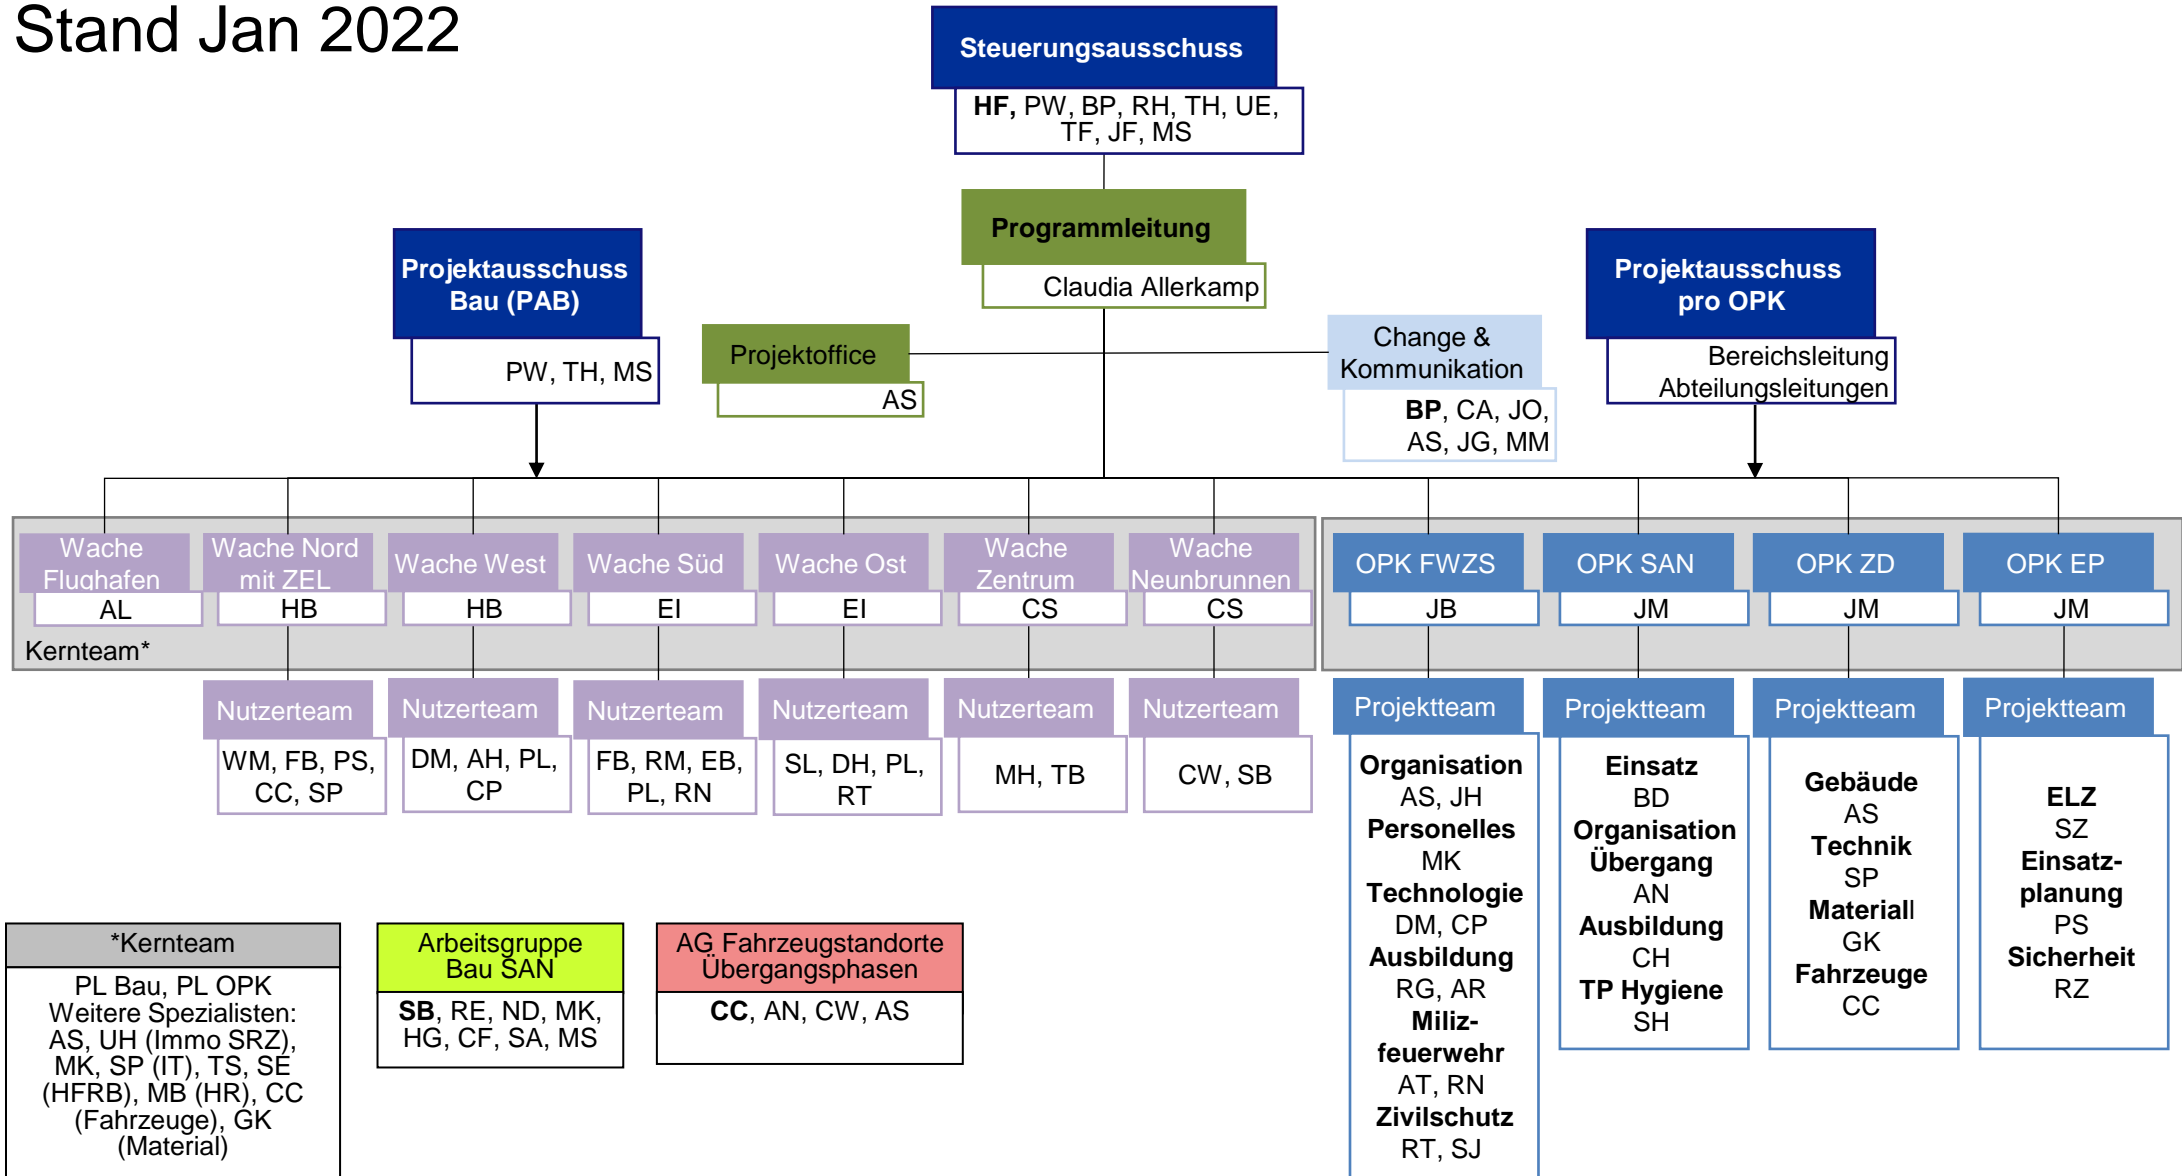 Stand Jan 2022
Steuerungsausschuss
HF, PW, BP, RH, TH, UE,
TF, JF, MS
Programmleitung
Claudia Allerkamp
Projektausschuss
Bau (PAB)
PW, TH, MS
Projektoffice
AS
Change &
Kommunikation
BP, CA, JO,
AS, JG, MM
Projektausschuss
pro OPK
Bereichsleitung
Abteilungsleitungen
Wache
Flughafen
AL
Wache Nord
mit ZEL
HB
Wache West
HB
Wache Süd
EI
Wache Ost
EI
Wache
Zentrum
CS
Wache
Neunbrunnen
CS
Kernteam*
OPK FWZS
JB
OPK SAN
JM
OPK ZD
JM
OPK EP
JM
Nutzerteam
WM, FB, PS,
CC, SP
Nutzerteam
DM, AH, PL,
CP
Nutzerteam
FB, RM, EB,
PL, RN
Nutzerteam
SL, DH, PL,
RT
Nutzerteam
MH, TB
Nutzerteam
CW, SB
Projektteam
Organisation
AS, JH
Personelles
MK
Technologie
DM, CP
Ausbildung
RG, AR
Miliz-
feuerwehr
AT, RN
Zivilschutz
RT, SJ
Projektteam
Einsatz
BD
Organisation
Übergang
AN
Ausbildung
CH
TP Hygiene
SH
Projektteam
Gebäude
AS
Technik
SP
Materiall
GK
Fahrzeuge
CC
Projektteam
ELZ
SZ
Einsatz-
planung
PS
Sicherheit
RZ
*Kernteam
PL Bau, PL OPK
Weitere Spezialisten:
AS, UH (Immo SRZ),
MK, SP (IT), TS, SE
(HFRB), MB (HR), CC
(Fahrzeuge), GK
(Material)
Arbeitsgruppe
Bau SAN
SB, RE, ND, MK,
HG, CF, SA, MS
AG Fahrzeugstandorte
Übergangsphasen
CC, AN, CW, AS